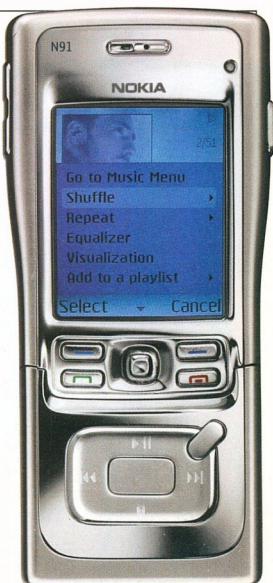 N91
NOKIA
2/51
Go to Music Menu
Shuffle
Repeat
Equalizer
Visualization
Add to a playlist
Select Cancel